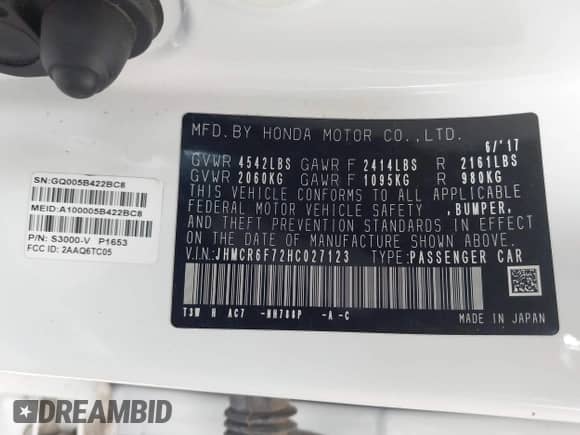 MFD.BY HONDA MOTOR CO.,LTD. 6/'17
GVWR 4542LBS GAWR F 2414LBS R 2161LBS
GVWR 2060KG GAWR F 1095KG R 980KG
THIS VEHICLE CONFORMS TO ALL APPLICABLE
FEDERAL MOTOR VEHICLE SAFETY ,BUMPER,
AND THEFT PREVENTION STANDARDS IN EFFECT
ON THE DATE OF MANUFACTURE SHOWN ABOVE.
V.I.N:JHMCR6F72HC027123 TYPE:PASSENGER CAR
T3W H AC7 -NH788P -A -C
MADE IN JAPAN
SN:GQ005B422BC8
MEID:A100005B422BC8
P/N: S3000-V P1653
FCC ID: 2AAQ6TC05
DREAMBID